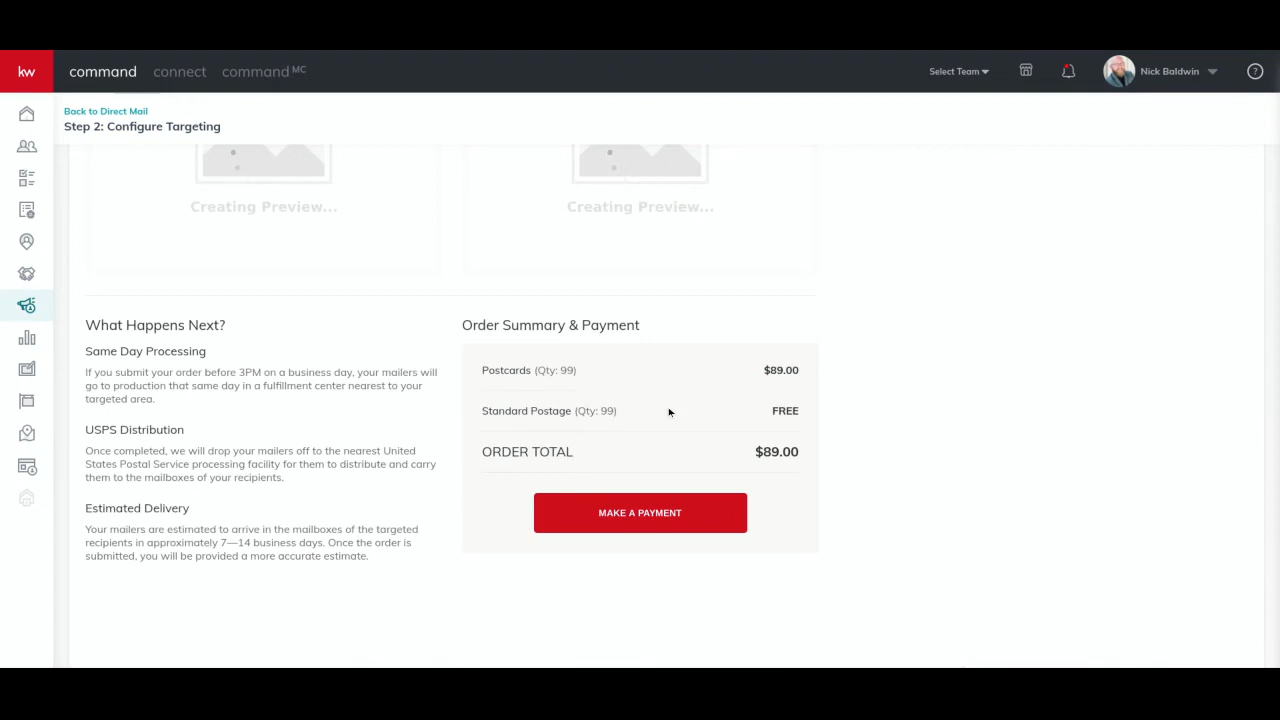 kw command connect command MC Select Team Nick Baldwin ?
Back to Direct Mail
Step 2: Configure Targeting
Creating Preview... Creating Preview...
What Happens Next?
Same Day Processing
If you submit your order before 3PM on a business day, your mailers will
go to production that same day in a fulfillment center nearest to your
targeted area.
USPS Distribution
Once completed, we will drop your mailers off to the nearest United
States Postal Service processing facility for them to distribute and carry
them to the mailboxes of your recipients.
Estimated Delivery
Your mailers are estimated to arrive in the mailboxes of the targeted
recipients in approximately 7—14 business days. Once the order is
submitted, you will be provided a more accurate estimate.
Order Summary & Payment
Postcards (Qty: 99) $89.00
Standard Postage (Qty: 99) FREE
ORDER TOTAL $89.00
MAKE A PAYMENT